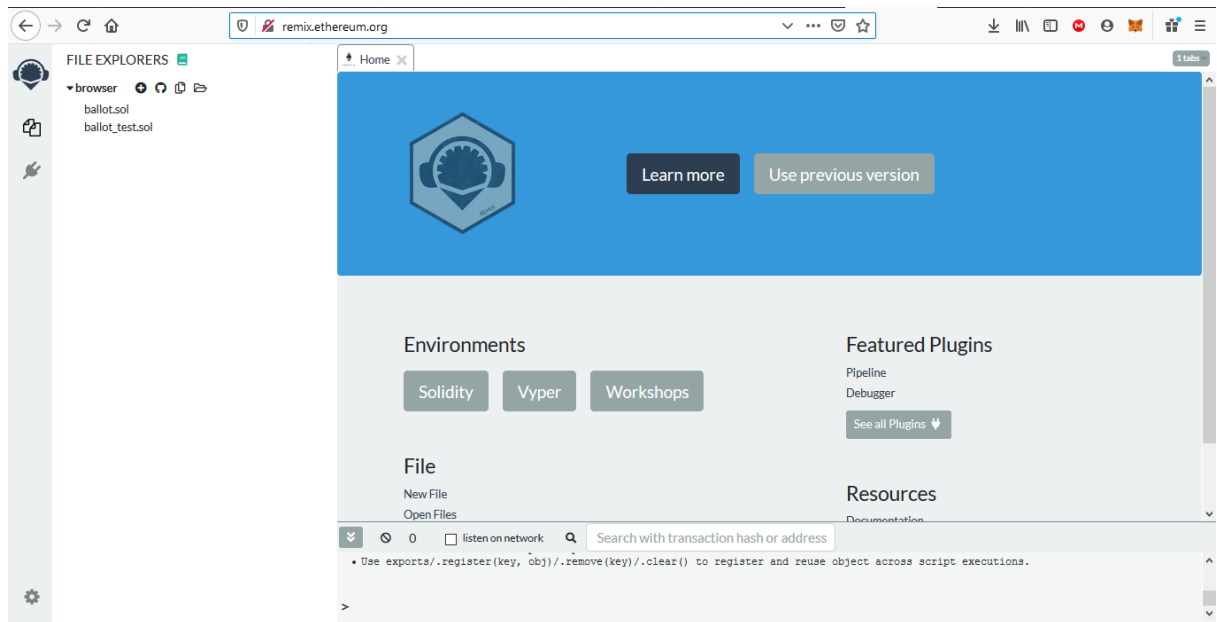 remix.ethereum.org
FILE EXPLORERS
Home
1 tabs
browser
ballot.sol
ballot_test.sol
REMIX
Learn more
Use previous version
Environments
Solidity
Vyper
Workshops
Featured Plugins
Pipeline
Debugger
See all Plugins
File
New File
Open Files
Resources
Documentation
0
listen on network
Search with transaction hash or address
• Use exports/.register(key, obj)/.remove(key)/.clear() to register and reuse object across script executions.
>